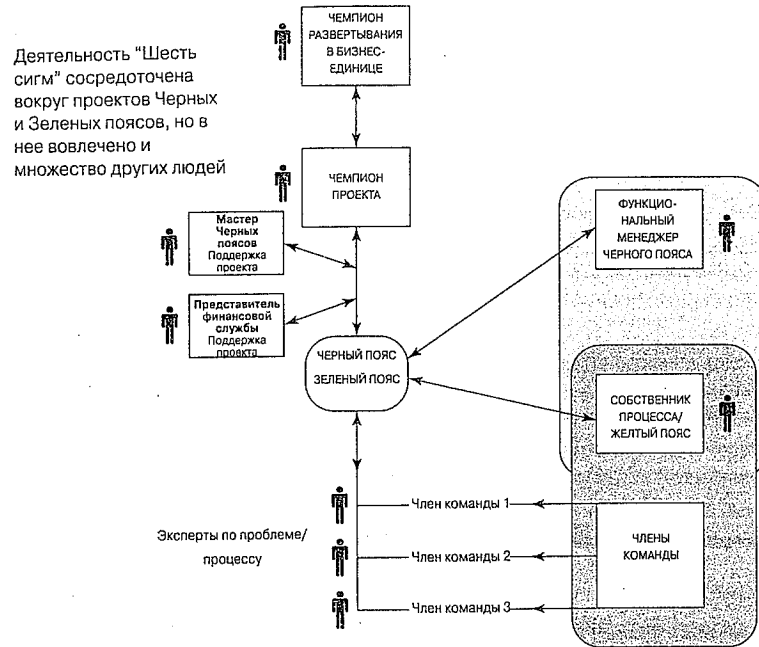 Деятельность "Шесть
сигм" сосредоточена
вокруг проектов Черных
и Зеленых поясов, но в
нее вовлечено и
множество других людей
ЧЕМПИОН
РАЗВЕРТЫВАНИЯ
В БИЗНЕС-
ЕДИНИЦЕ
ЧЕМПИОН
ПРОЕКТА
Мастер
Черных
поясов
Поддержка
проекта
Представитель
финансовой
службы
Поддержка
проекта
ЧЕРНЫЙ ПОЯС
ЗЕЛЕНЫЙ ПОЯС
ФУНКЦИО-
НАЛЬНЫЙ
МЕНЕДЖЕР
ЧЕРНОГО ПОЯСА
СОБСТВЕННИК
ПРОЦЕССА/
ЖЕЛТЫЙ ПОЯС
Эксперты по проблеме/
процессу
Член команды 1
Член команды 2
Член команды 3
ЧЛЕНЫ
КОМАНДЫ